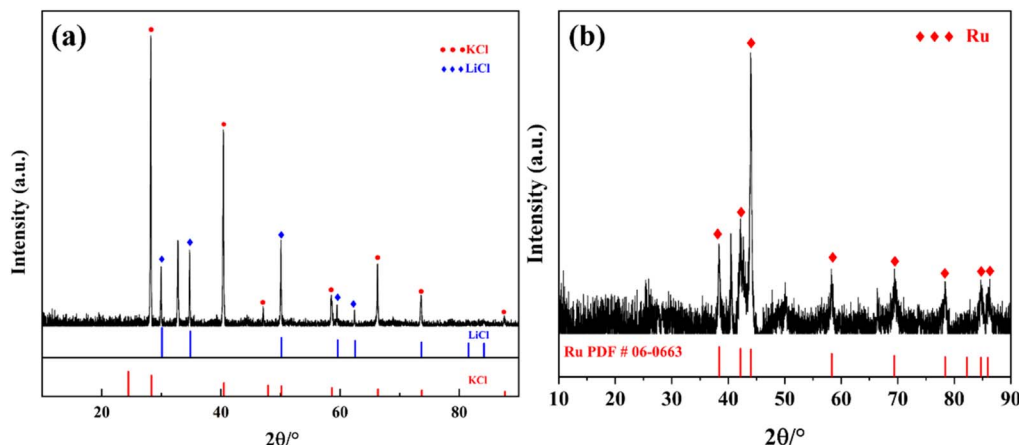 (a)
KCl
LiCl
Intensity (a.u.)
LiCl
KCl
20
40
60
80
2θ/°
(b)
Ru
Intensity (a.u.)
Ru PDF # 06-0663
10
20
30
40
50
60
70
80
90
2θ/°